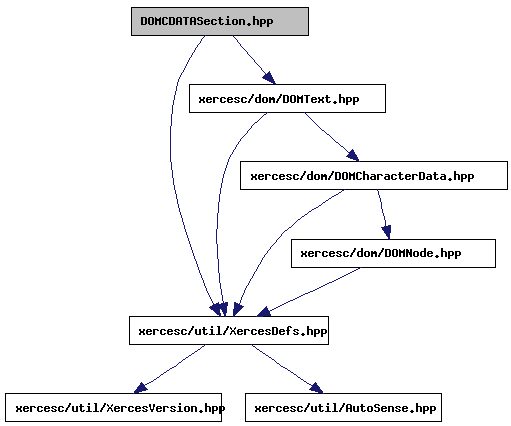 DOMCDATASection.hpp
xercesc/dom/DOMText.hpp
xercesc/dom/DOMCharacterData.hpp
xercesc/dom/DOMNode.hpp
xercesc/util/XercesDefs.hpp
xercesc/util/XercesVersion.hpp
xercesc/util/AutoSense.hpp